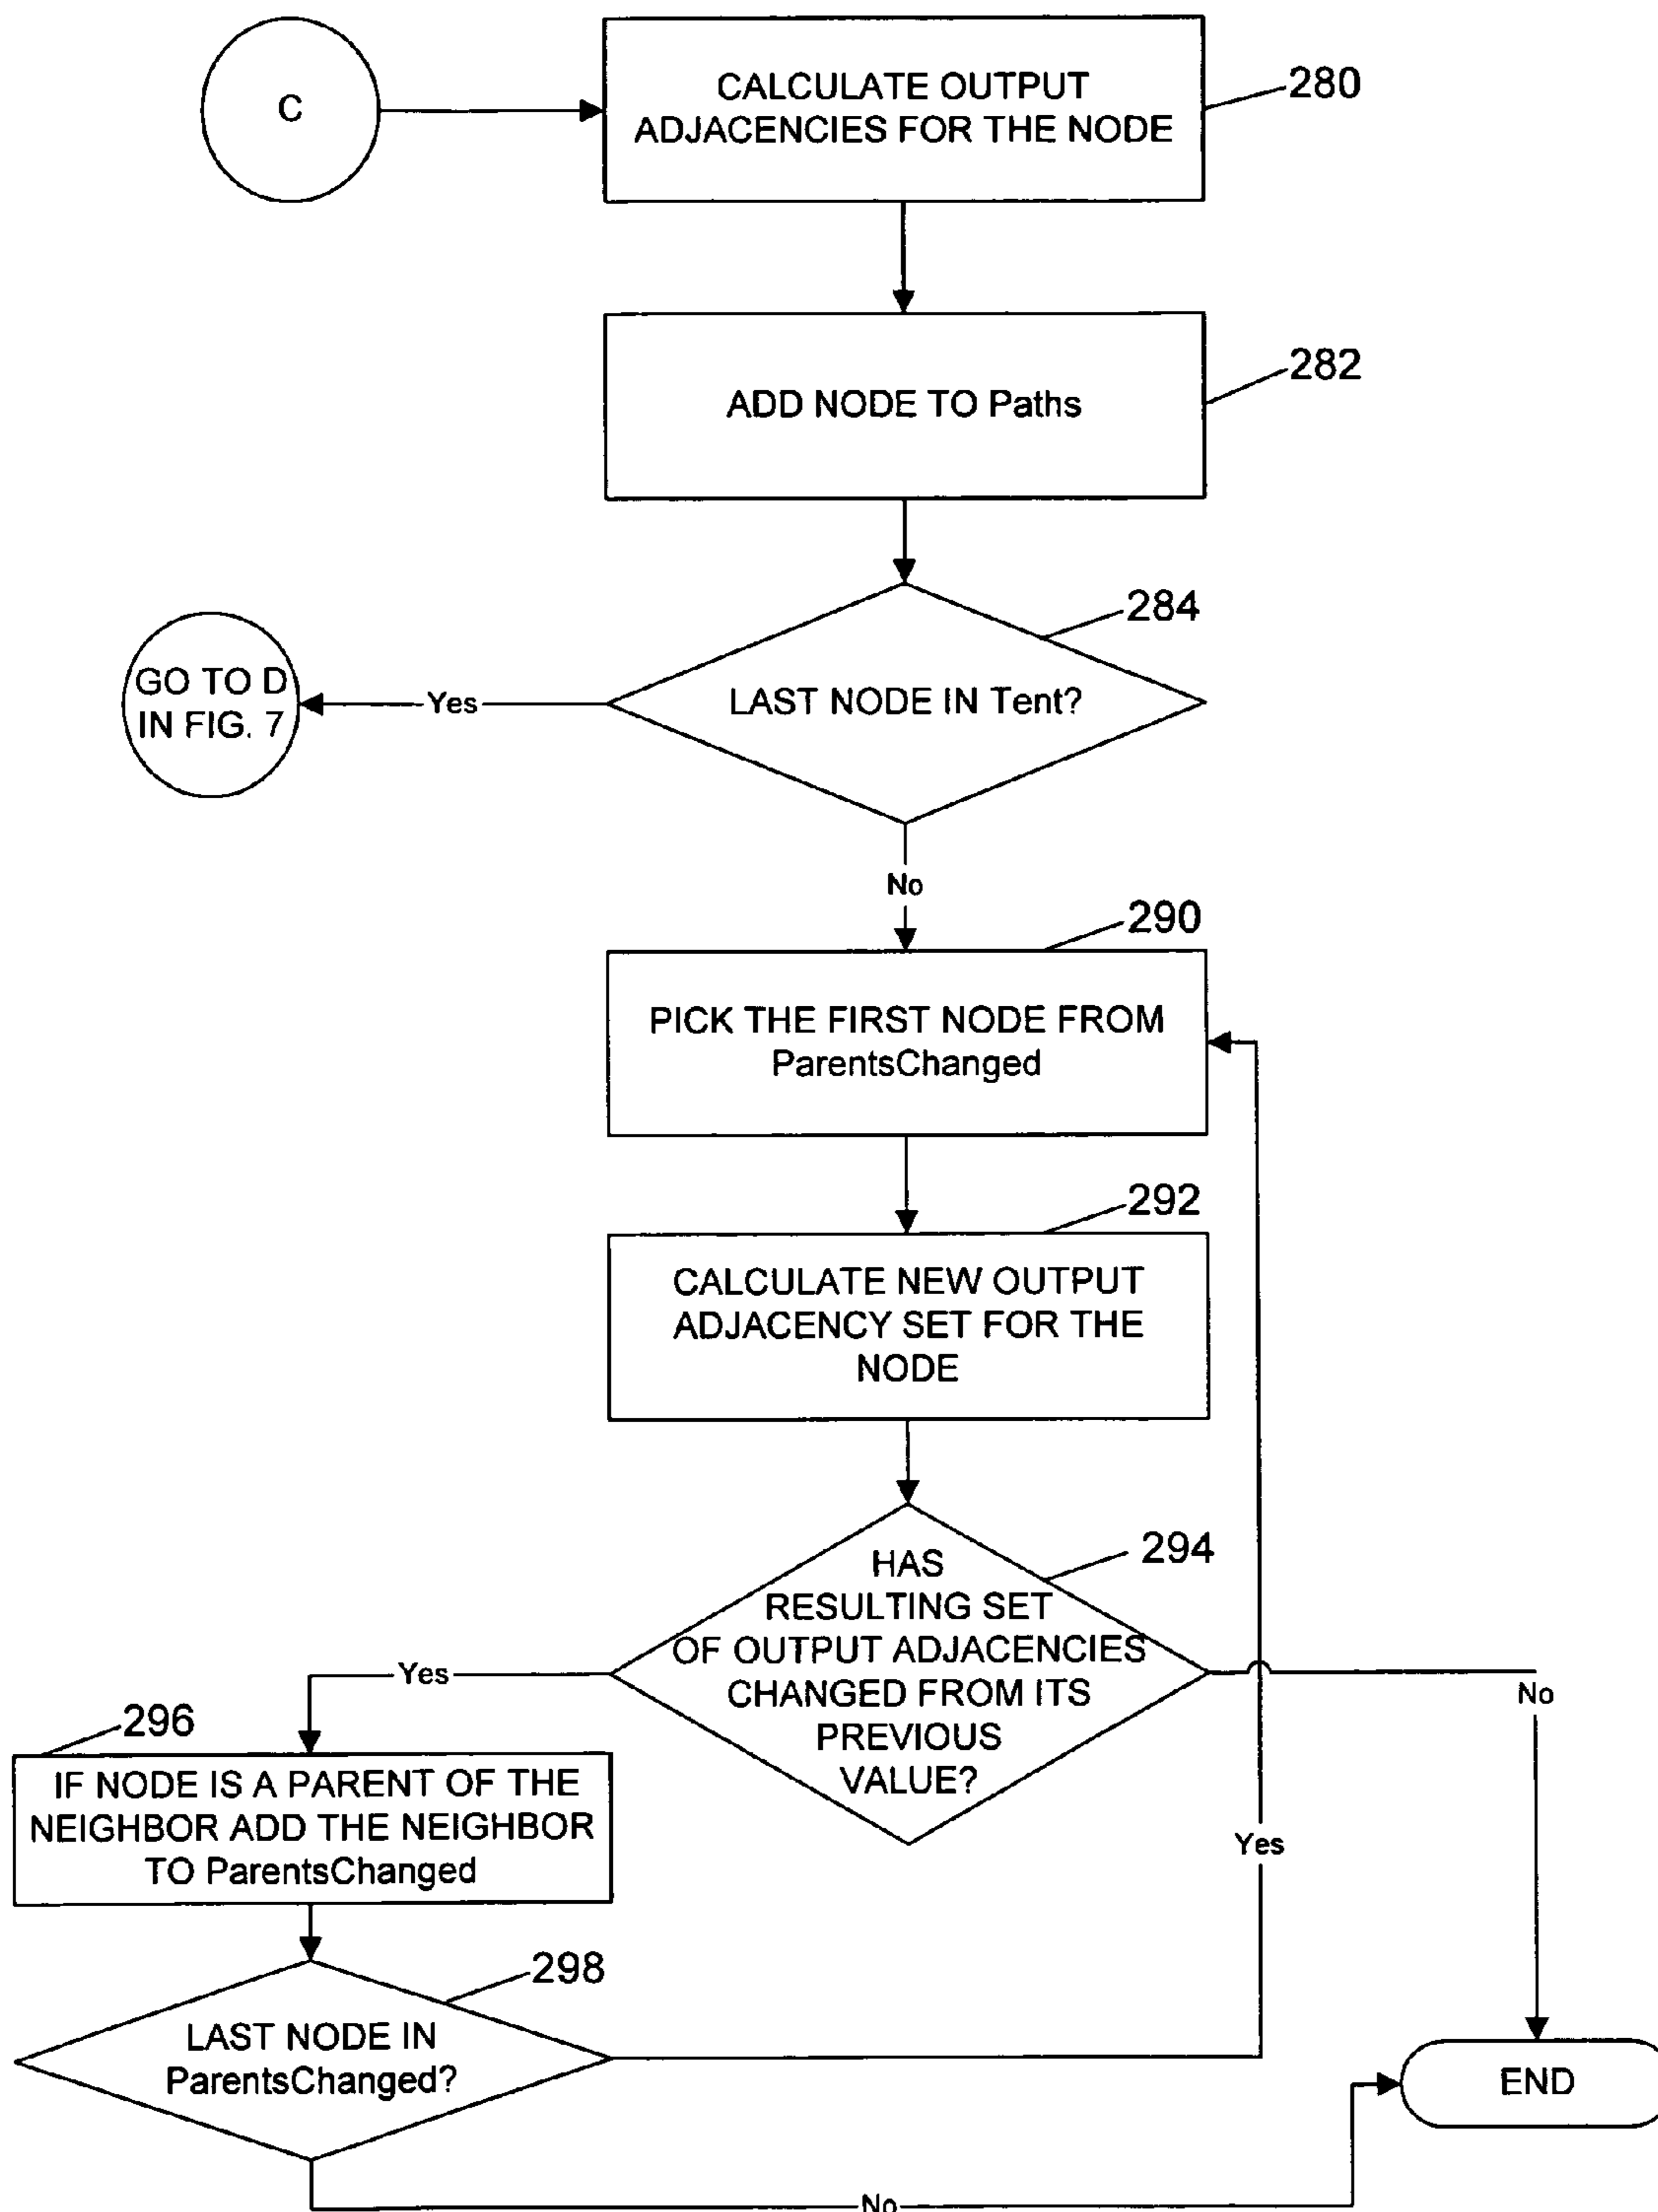 C
CALCULATE OUTPUT
ADJACENCIES FOR THE NODE
280
ADD NODE TO Paths
282
284
LAST NODE IN Tent?
Yes
GO TO D
IN FIG. 7
No
290
PICK THE FIRST NODE FROM
ParentsChanged
292
CALCULATE NEW OUTPUT
ADJACENCY SET FOR THE
NODE
294
HAS
RESULTING SET
OF OUTPUT ADJACENCIES
CHANGED FROM ITS
PREVIOUS
VALUE?
Yes
No
296
IF NODE IS A PARENT OF THE
NEIGHBOR ADD THE NEIGHBOR
TO ParentsChanged
Yes
298
LAST NODE IN
ParentsChanged?
END
No